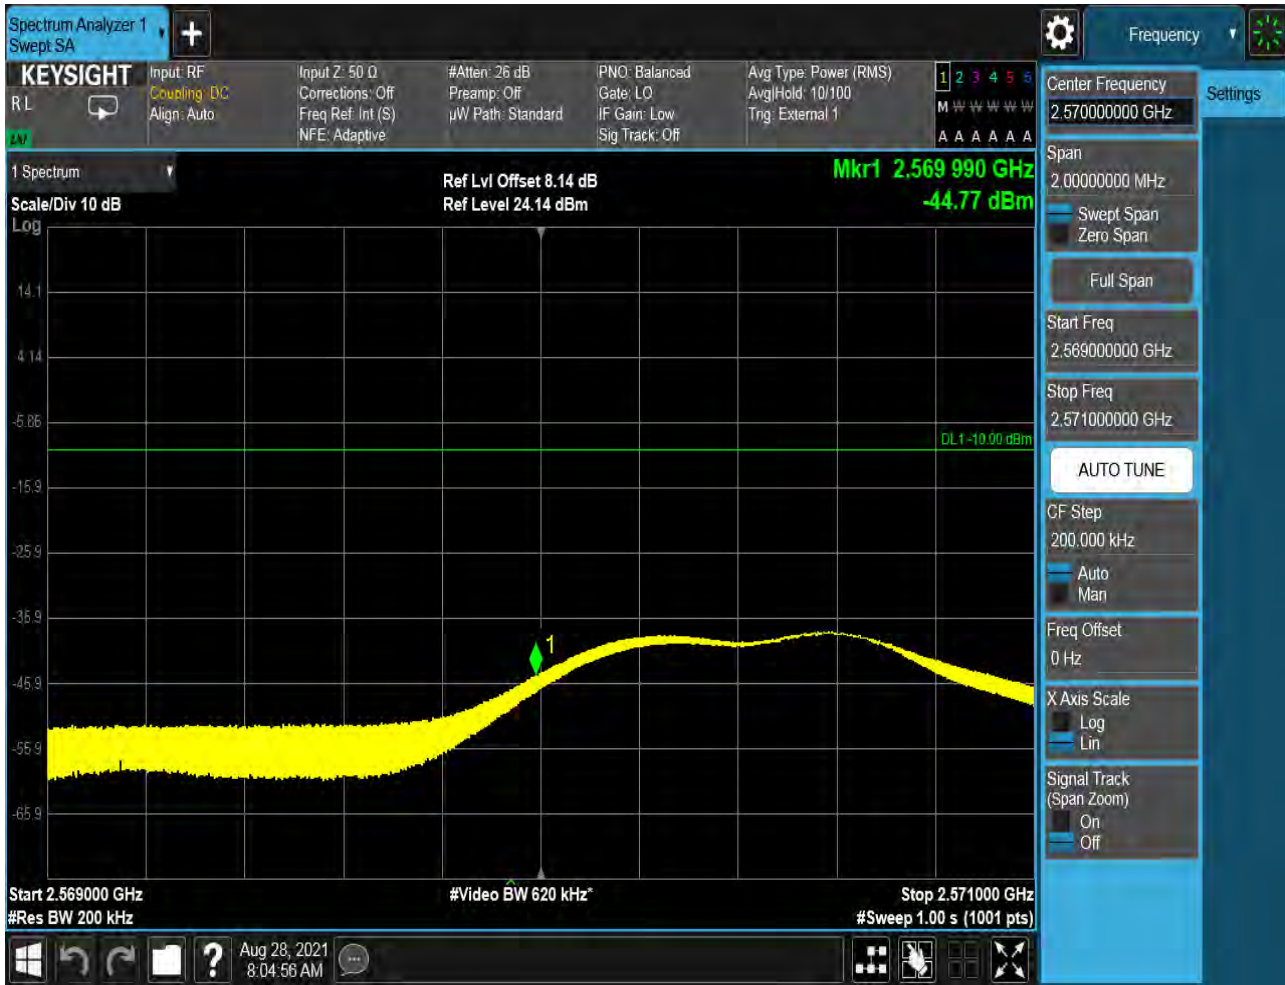 Spectrum Analyzer 1
Swept SA
+
Frequency
KEYSIGHT
R L
Input: RF
Coupling: DC
Align: Auto
Input Z: 50 Ω
Corrections: Off
Freq Ref: Int (S)
NFE: Adaptive
#Atten: 26 dB
Preamp: Off
µW Path: Standard
PNO: Balanced
Gate: LO
IF Gain: Low
Sig Track: Off
Avg Type: Power (RMS)
Avg|Hold: 10/100
Trig: External 1
1 2 3 4 5 6
M W W W W W
A A A A A A
1 Spectrum
Scale/Div 10 dB
Log
Ref Lvl Offset 8.14 dB
Ref Level 24.14 dBm
Mkr1 2.569 990 GHz
-44.77 dBm
14.1
4.14
-5.86
DL1 -10.00 dBm
-15.9
-25.9
-35.9
1
-45.9
-55.9
-65.9
Start 2.569000 GHz
#Res BW 200 kHz
#Video BW 620 kHz*
Stop 2.571000 GHz
#Sweep 1.00 s (1001 pts)
?
Aug 28, 2021
8:04:56 AM
Center Frequency
2.570000000 GHz
Settings
Span
2.00000000 MHz
Swept Span
Zero Span
Full Span
Start Freq
2.569000000 GHz
Stop Freq
2.571000000 GHz
AUTO TUNE
CF Step
200.000 kHz
Auto
Man
Freq Offset
0 Hz
X Axis Scale
Log
Lin
Signal Track
(Span Zoom)
On
Off